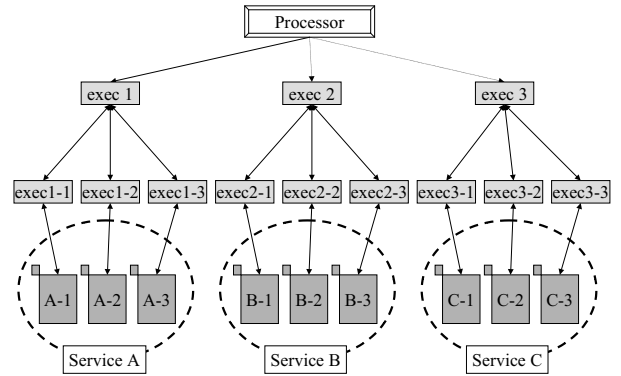 Processor
exec 1
exec 2
exec 3
exec1-1
exec1-2
exec1-3
exec2-1
exec2-2
exec2-3
exec3-1
exec3-2
exec3-3
A-1
A-2
A-3
B-1
B-2
B-3
C-1
C-2
C-3
Service A
Service B
Service C